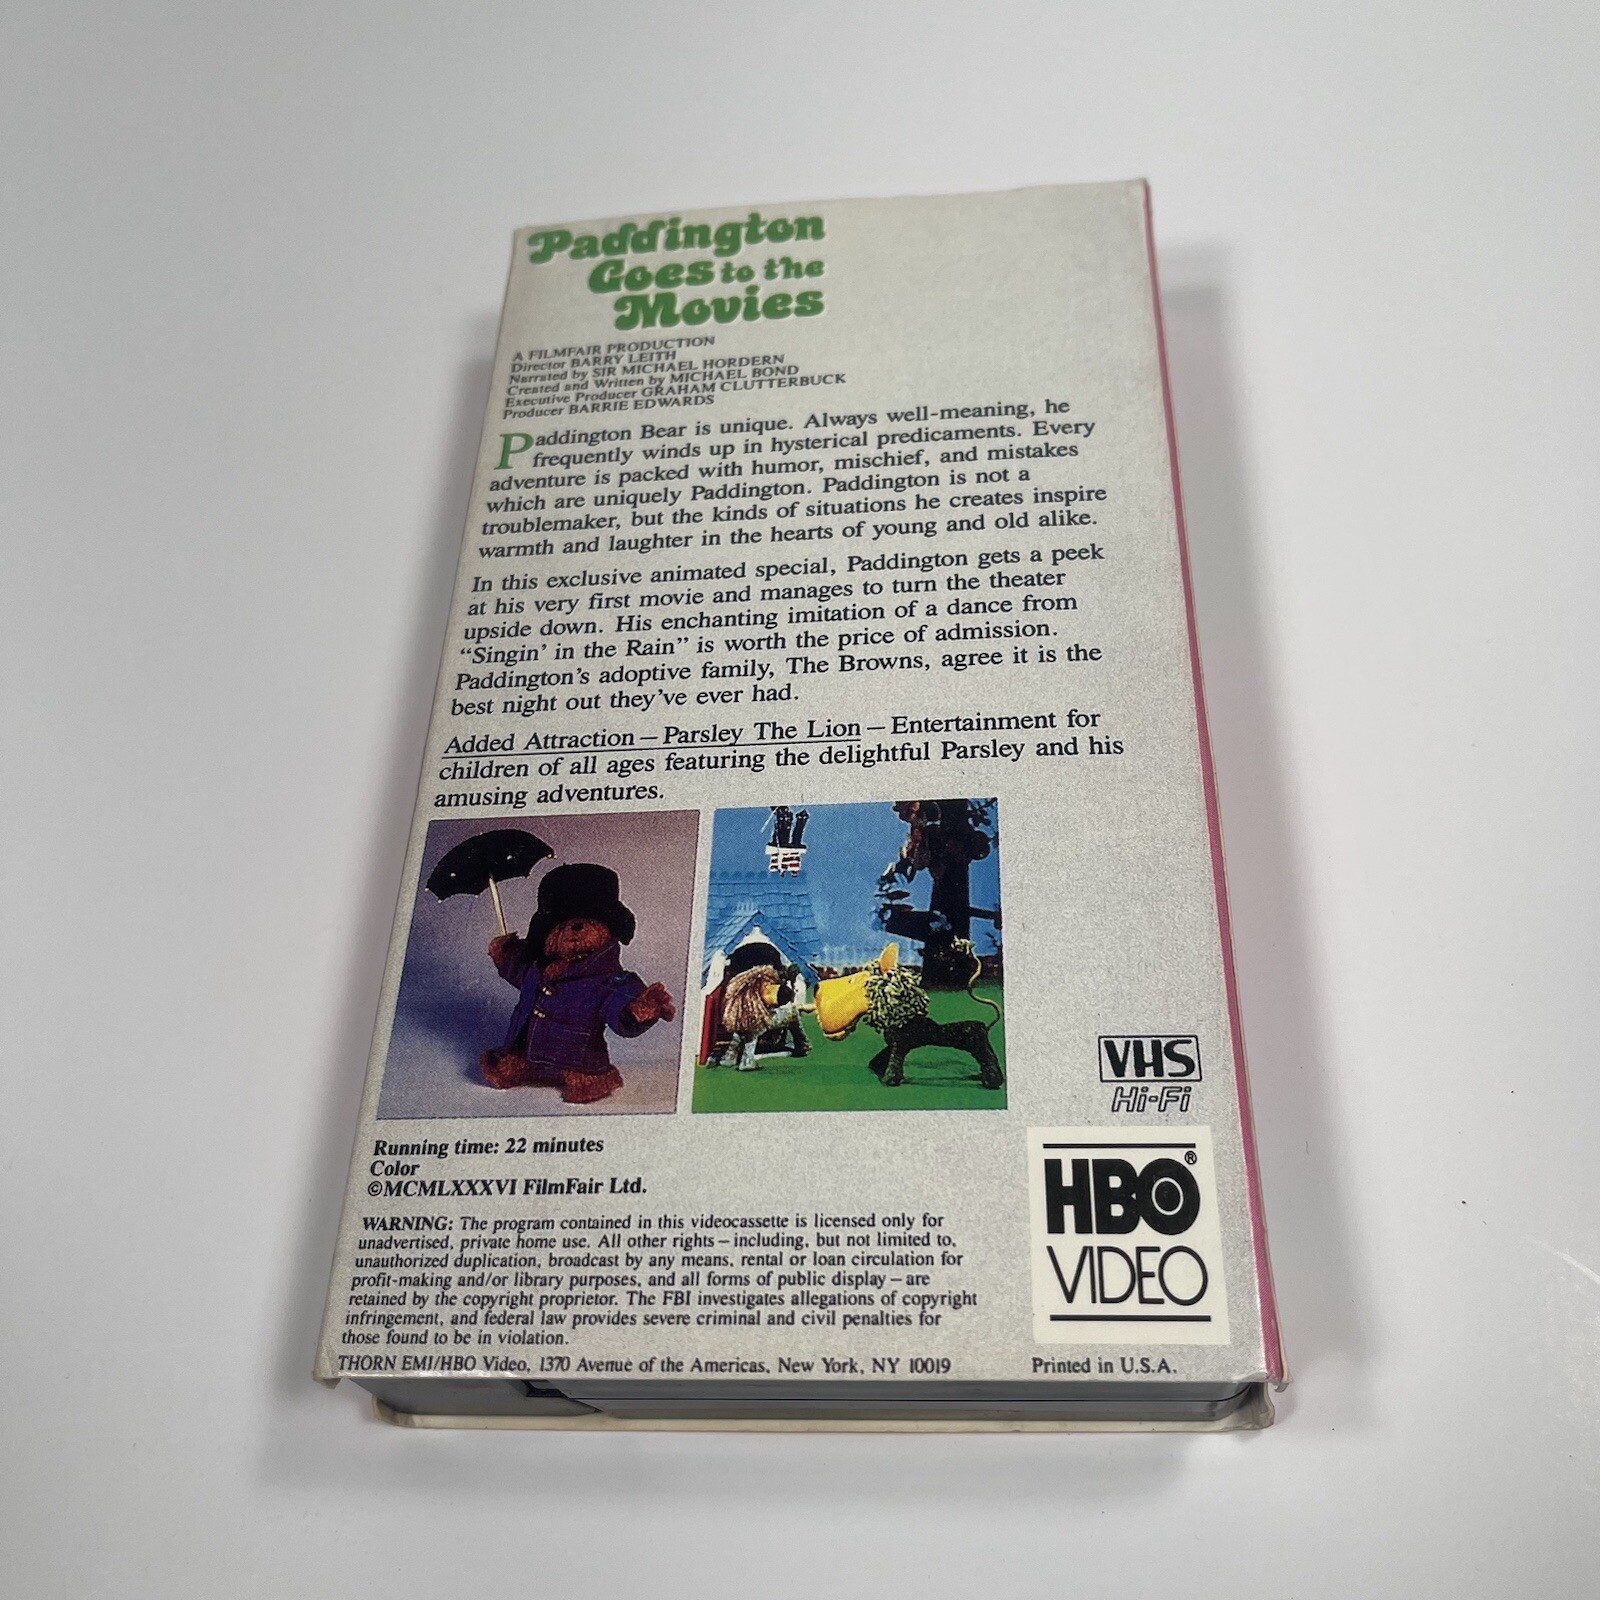 Paddington
Goes to the
Movies
A FILMFAIR PRODUCTION
Director BARRY LEITH
Narrated by SIR MICHAEL HORDERN
Created and Written by MICHAEL BOND
Executive Producer GRAHAM CLUTTERBUCK
Producer BARRIE EDWARDS
Paddington Bear is unique. Always well-meaning, he
frequently winds up in hysterical predicaments. Every
adventure is packed with humor, mischief, and mistakes
which are uniquely Paddington. Paddington is not a
troublemaker, but the kinds of situations he creates inspire
warmth and laughter in the hearts of young and old alike.
In this exclusive animated special, Paddington gets a peek
at his very first movie and manages to turn the theater
upside down. His enchanting imitation of a dance from
“Singin’ in the Rain” is worth the price of admission.
Paddington’s adoptive family, The Browns, agree it is the
best night out they’ve ever had.
Added Attraction — Parsley The Lion — Entertainment for
children of all ages featuring the delightful Parsley and his
amusing adventures.
VHS
Hi-Fi
Running time: 22 minutes
Color
©MCMLXXXVI FilmFair Ltd.
HBO®
VIDEO
WARNING: The program contained in this videocassette is licensed only for
unadvertised, private home use. All other rights — including, but not limited to,
unauthorized duplication, broadcast by any means, rental or loan circulation for
profit-making and/or library purposes, and all forms of public display — are
retained by the copyright proprietor. The FBI investigates allegations of copyright
infringement, and federal law provides severe criminal and civil penalties for
those found to be in violation.
THORN EMI/HBO Video, 1370 Avenue of the Americas, New York, NY 10019 Printed in U.S.A.